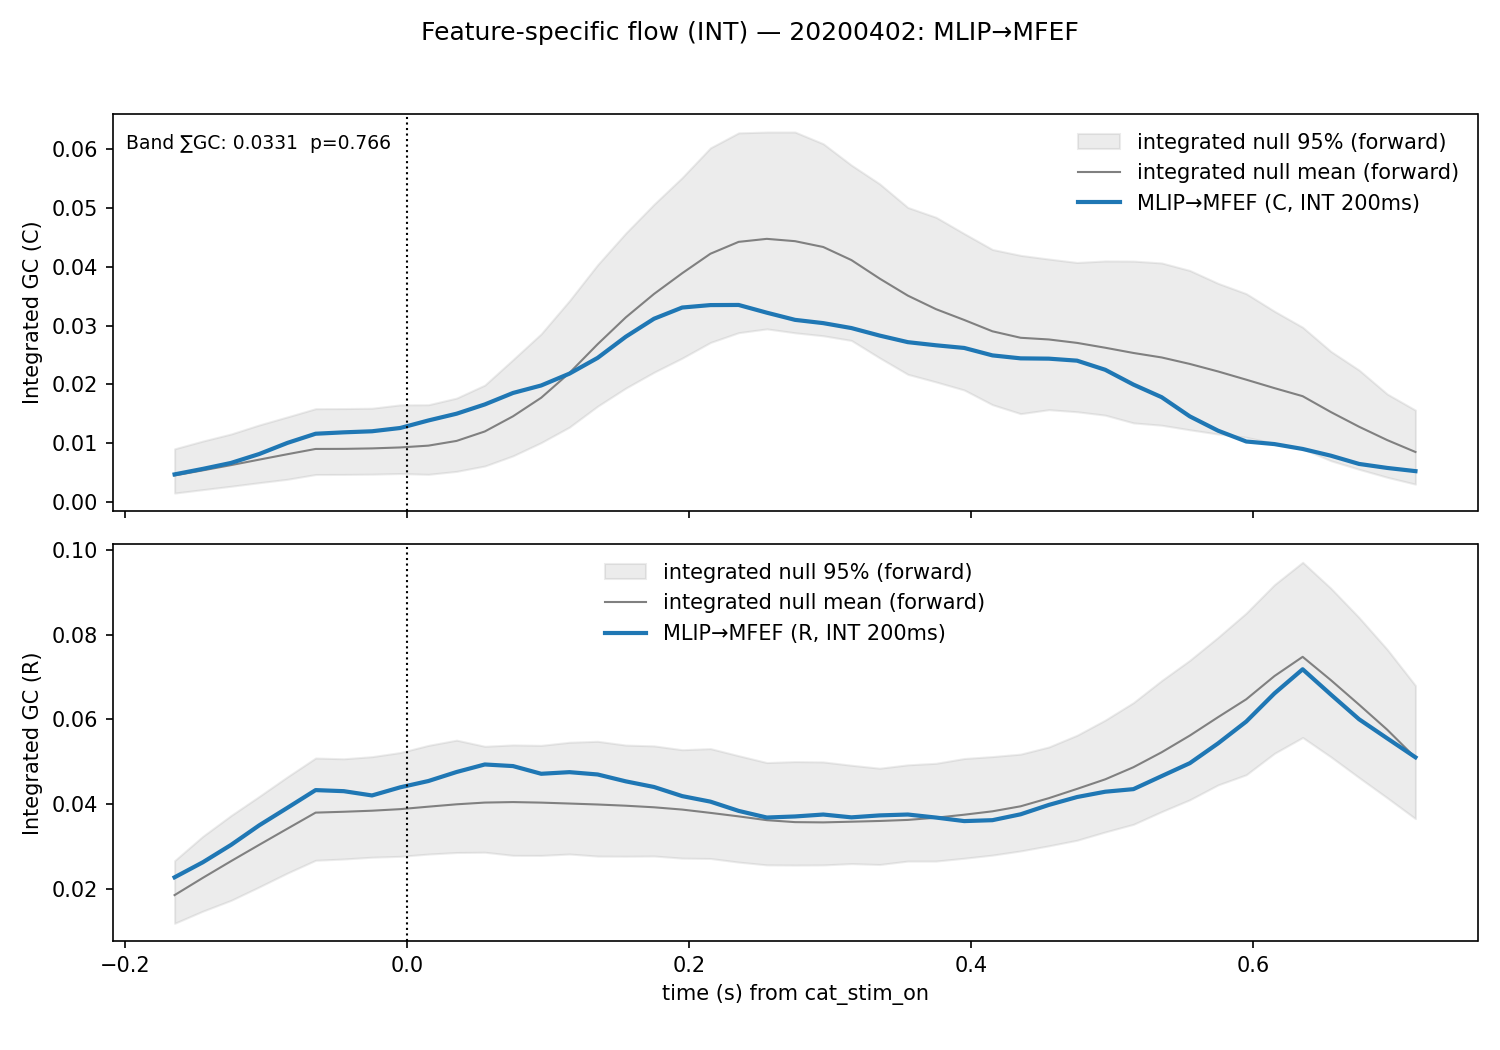 Feature-specific flow (INT) — 20200402: MLIP→MFEF
Band ∑GC: 0.0331  p=0.766
integrated null 95% (forward)
integrated null mean (forward)
MLIP→MFEF (C, INT 200ms)
Integrated GC (C)
0.06
0.05
0.04
0.03
0.02
0.01
0.00
integrated null 95% (forward)
integrated null mean (forward)
MLIP→MFEF (R, INT 200ms)
Integrated GC (R)
0.10
0.08
0.06
0.04
0.02
−0.2 0.0 0.2 0.4 0.6
time (s) from cat_stim_on